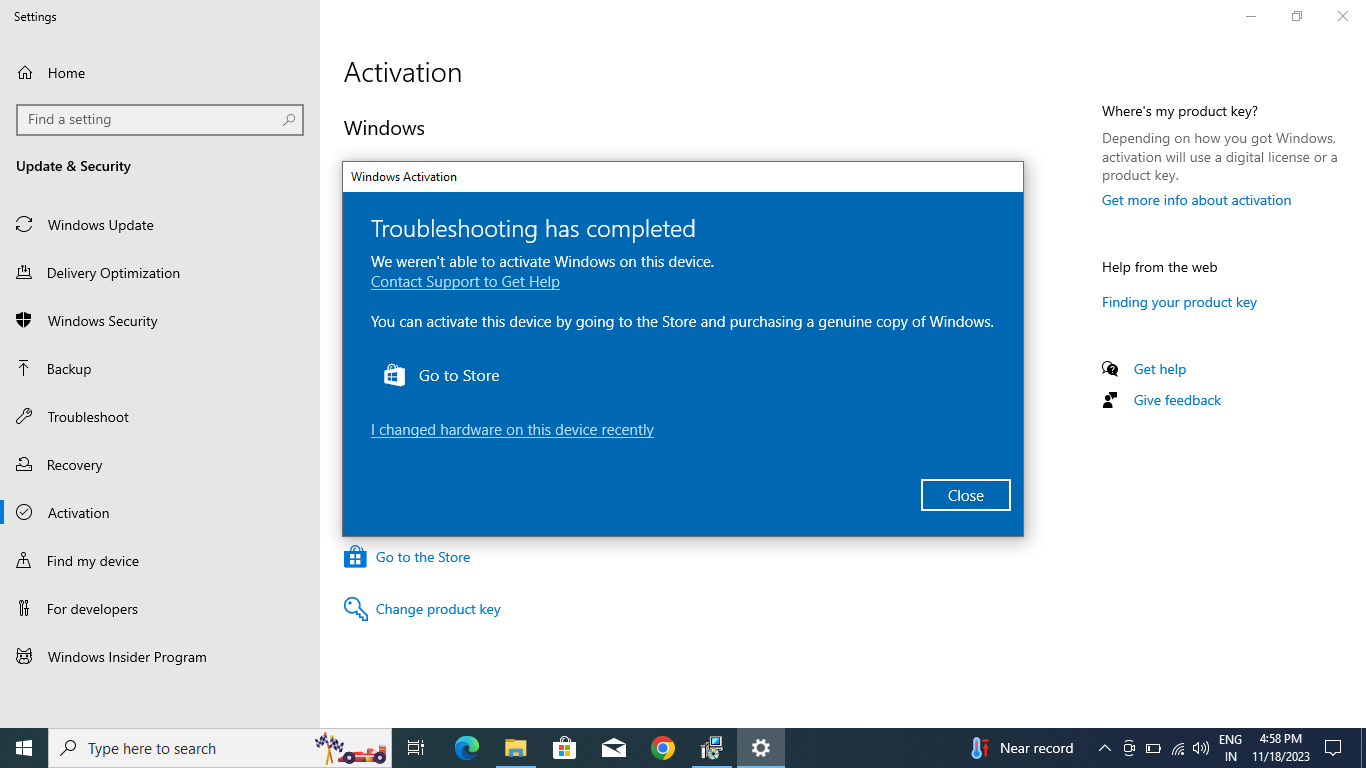 Settings
Home
Find a setting
Update & Security
Windows Update
Delivery Optimization
Windows Security
Backup
Troubleshoot
Recovery
Activation
Find my device
For developers
Windows Insider Program
Activation
Windows
Windows Activation
Troubleshooting has completed
We weren't able to activate Windows on this device.
Contact Support to Get Help
You can activate this device by going to the Store and purchasing a genuine copy of Windows.
Go to Store
I changed hardware on this device recently
Close
Go to the Store
Change product key
Where's my product key?
Depending on how you got Windows,
activation will use a digital license or a
product key.
Get more info about activation
Help from the web
Finding your product key
Get help
Give feedback
Type here to search
Near record
ENG
IN
4:58 PM
11/18/2023